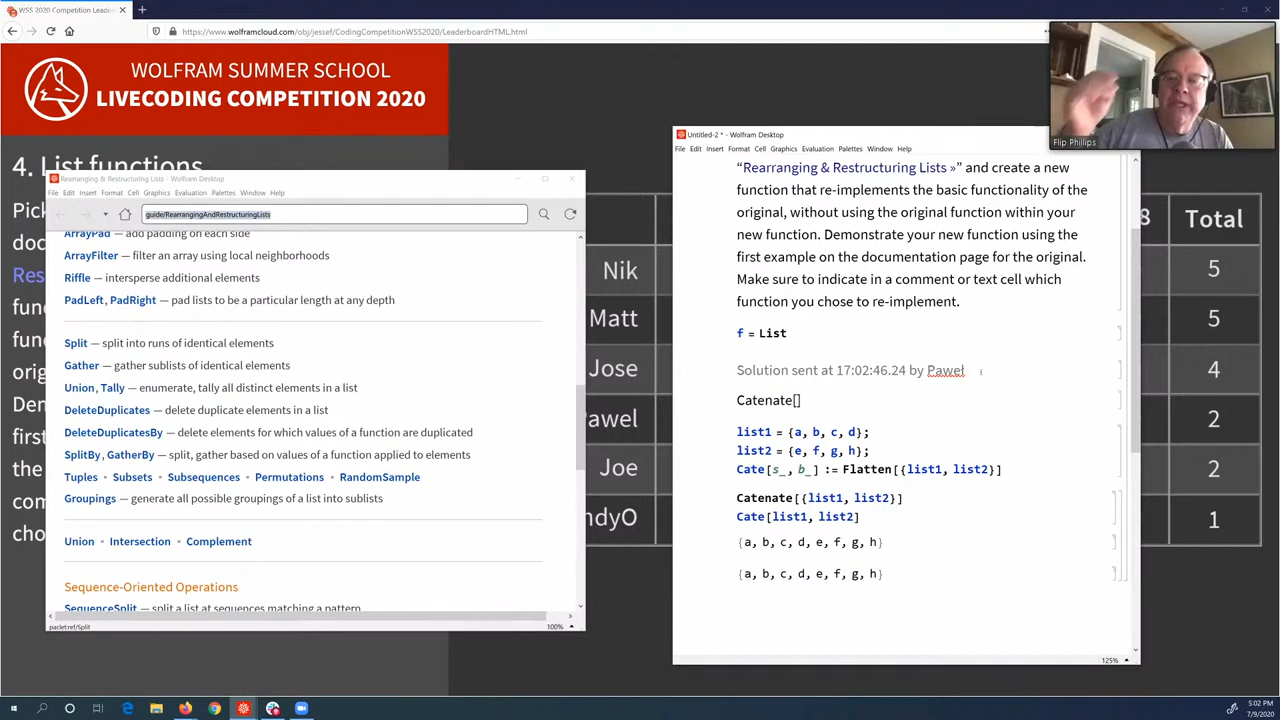 WSS 2020 Competition Leade
https://www.wolframcloud.com/obj/jessef/CodingCompetitionWSS2020/LeaderboardHTML.html
WOLFRAM SUMMER SCHOOL
LIVECODING COMPETITION 2020
4. List functions
Pick
doc
Res
func
func
orig
Den
first
the
com
cho
Rearranging & Restructuring Lists - Wolfram Desktop
File Edit Insert Format Cell Graphics Evaluation Palettes Window Help
guide/RearrangingAndRestructuringLists
ArrayPad — add padding on each side
ArrayFilter — filter an array using local neighborhoods
Riffle — intersperse additional elements
PadLeft, PadRight — pad lists to be a particular length at any depth
Split — split into runs of identical elements
Gather — gather sublists of identical elements
Union, Tally — enumerate, tally all distinct elements in a list
DeleteDuplicates — delete duplicate elements in a list
DeleteDuplicatesBy — delete elements for which values of a function are duplicated
SplitBy, GatherBy — split, gather based on values of a function applied to elements
Tuples ▪ Subsets ▪ Subsequences ▪ Permutations ▪ RandomSample
Groupings — generate all possible groupings of a list into sublists
Union ▪ Intersection ▪ Complement
Sequence-Oriented Operations
SequenceSplit — split a list at sequences matching a pattern
paclet:ref/Split
100%
Nik
Matt
Jose
Pawel
Joe
ndyO
Untitled-2 * - Wolfram Desktop
File Edit Insert Format Cell Graphics Evaluation Palettes Window Help
“Rearranging & Restructuring Lists »” and create a new
function that re-implements the basic functionality of the
original, without using the original function within your
new function. Demonstrate your new function using the
first example on the documentation page for the original.
Make sure to indicate in a comment or text cell which
function you chose to re-implement.
f = List
Solution sent at 17:02:46.24 by Paweł
Catenate[]
list1 = {a, b, c, d};
list2 = {e, f, g, h};
Cate[s_, b_] := Flatten[{list1, list2}]
Catenate[{list1, list2}]
Cate[list1, list2]
{a, b, c, d, e, f, g, h}
{a, b, c, d, e, f, g, h}
125%
Flip Phillips
8 Total
5
5
4
2
2
1
5:02 PM
7/9/2020